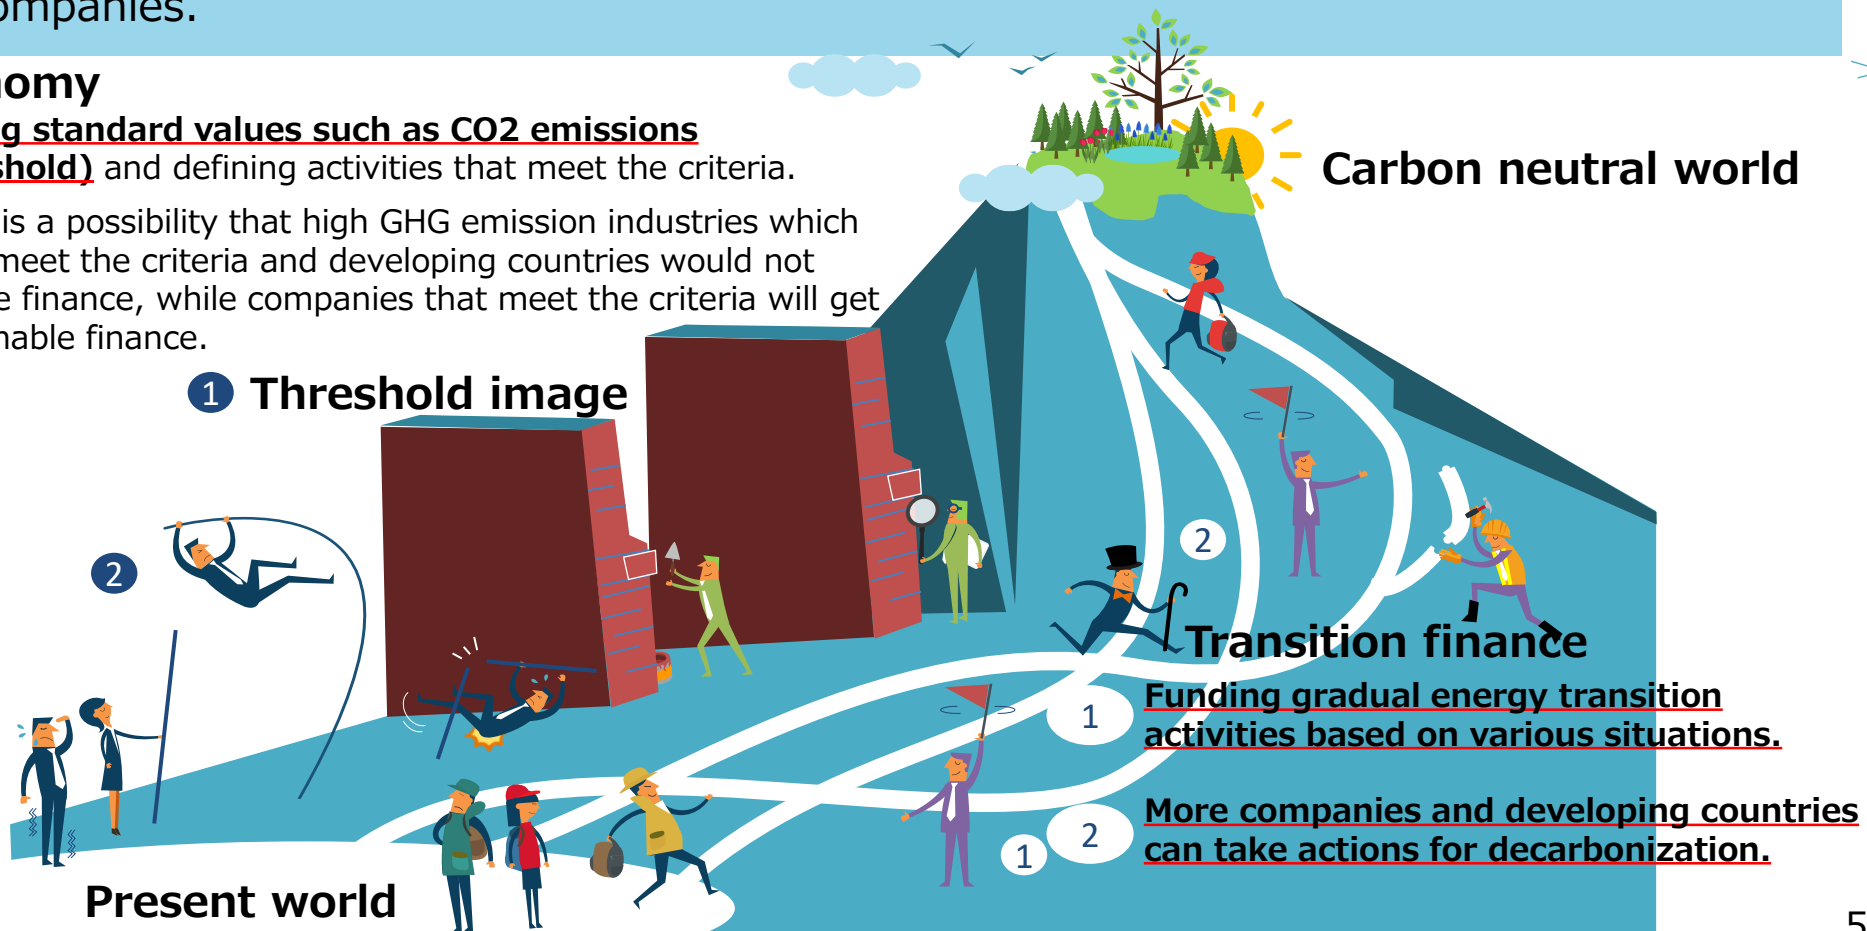 ompanies.
nomy
g standard values such as CO2 emissions
shold) and defining activities that meet the criteria.
is a possibility that high GHG emission industries which
meet the criteria and developing countries would not
e finance, while companies that meet the criteria will get
nable finance.
Carbon neutral world
1 Threshold image
2
2
Transition finance
1 Funding gradual energy transition
activities based on various situations.
2 More companies and developing countries
can take actions for decarbonization.
1
Present world
5